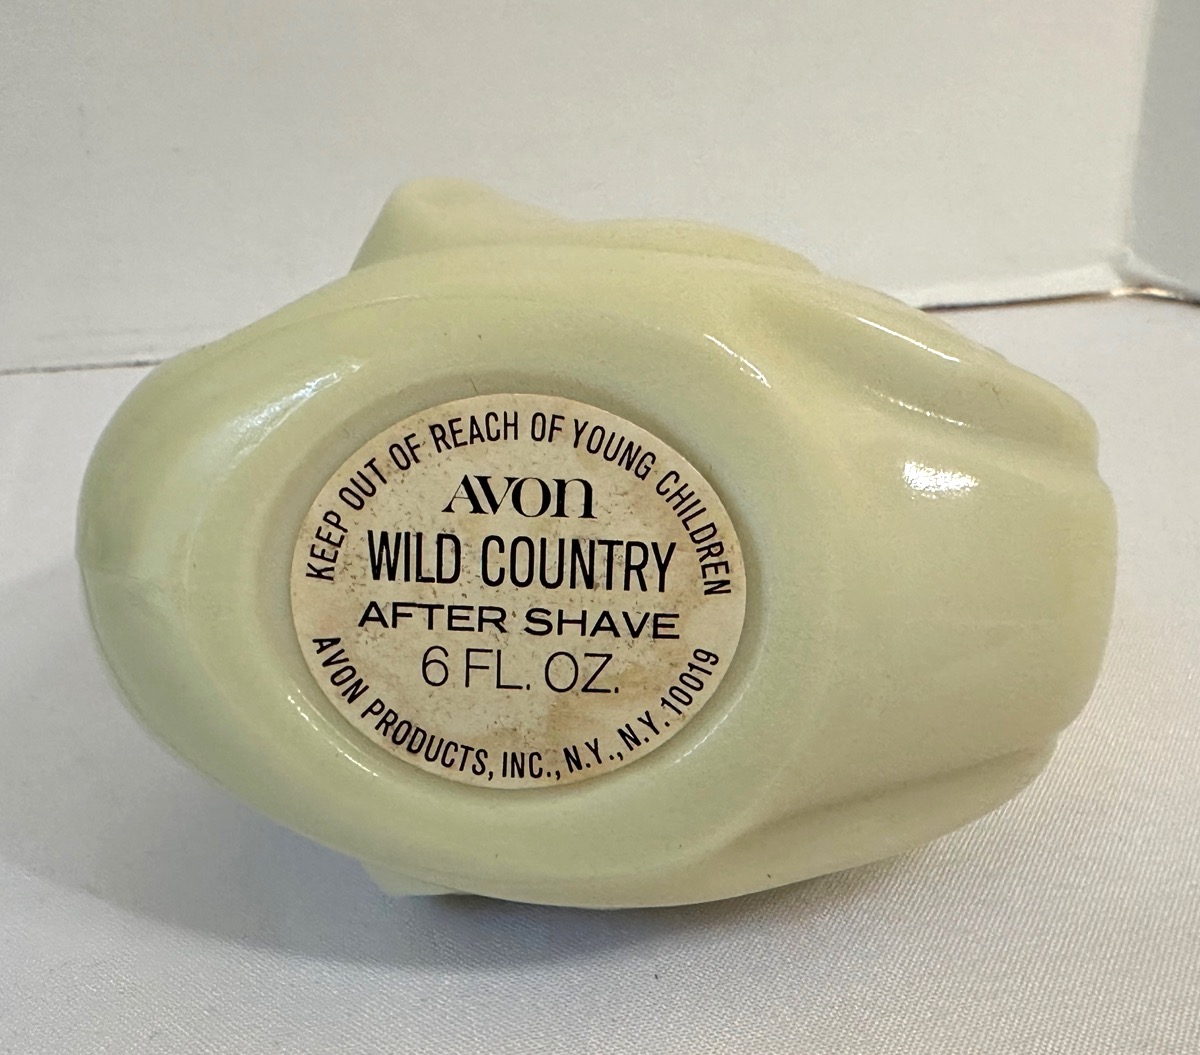 KEEP OUT OF REACH OF YOUNG CHILDREN
AVON
WILD COUNTRY
AFTER SHAVE
6 FL. OZ.
AVON PRODUCTS, INC., N.Y., N.Y. 10019